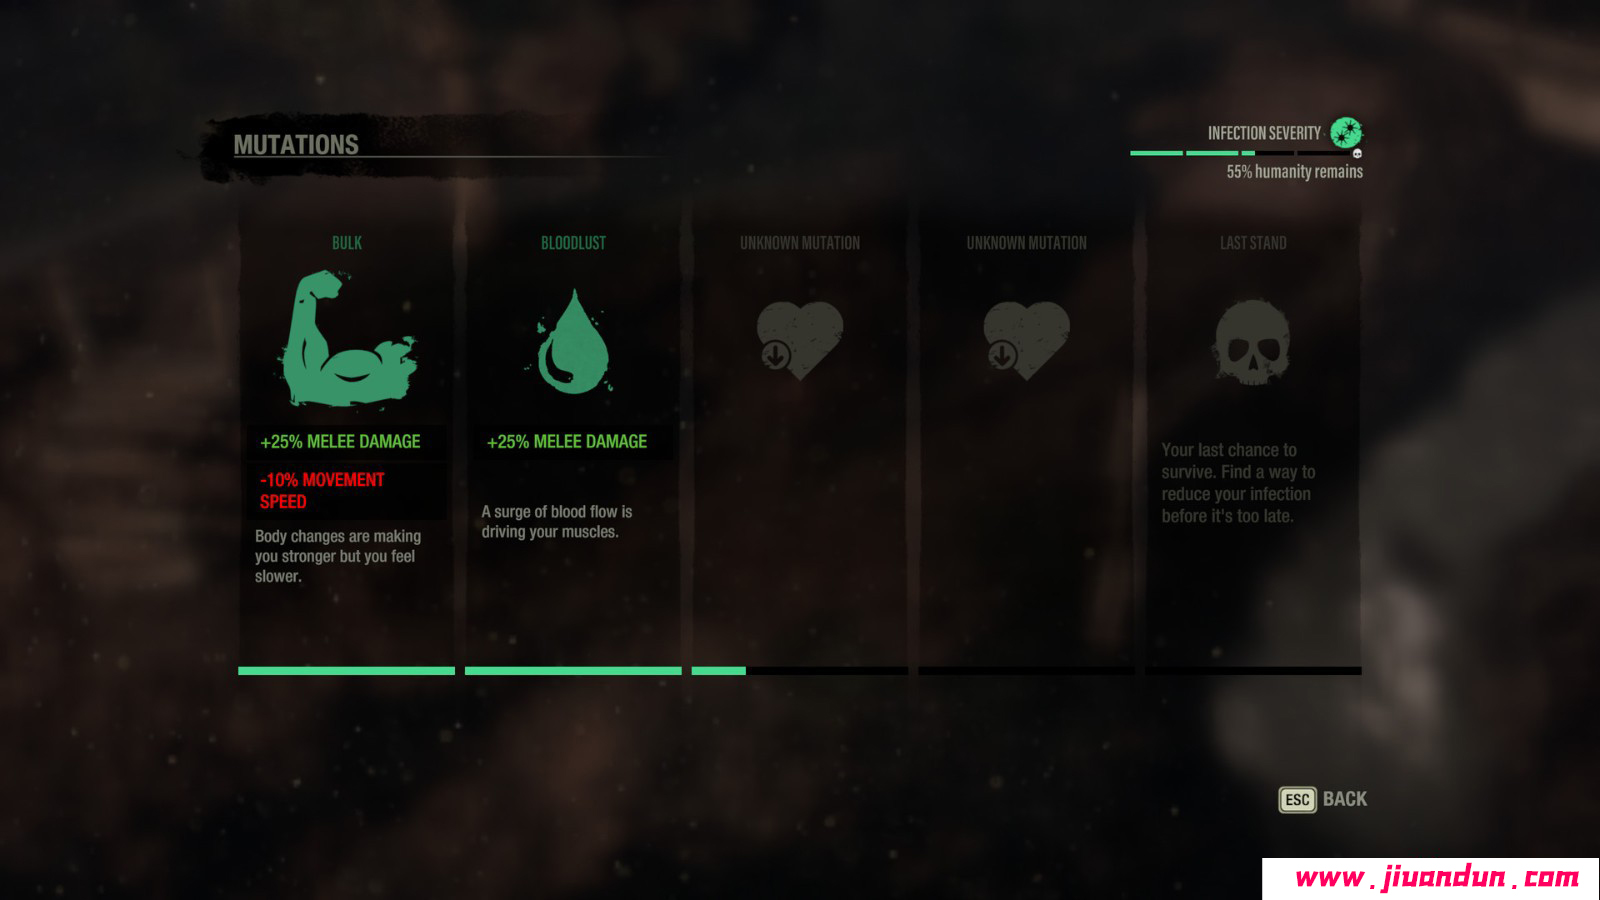 MUTATIONS
INFECTION SEVERITY
55% humanity remains
BULK
+25% MELEE DAMAGE
-10% MOVEMENT
SPEED
Body changes are making
you stronger but you feel
slower.
BLOODLUST
+25% MELEE DAMAGE
A surge of blood flow is
driving your muscles.
UNKNOWN MUTATION
UNKNOWN MUTATION
LAST STAND
Your last chance to
survive. Find a way to
reduce your infection
before it's too late.
ESC BACK
www.jiuandun.com